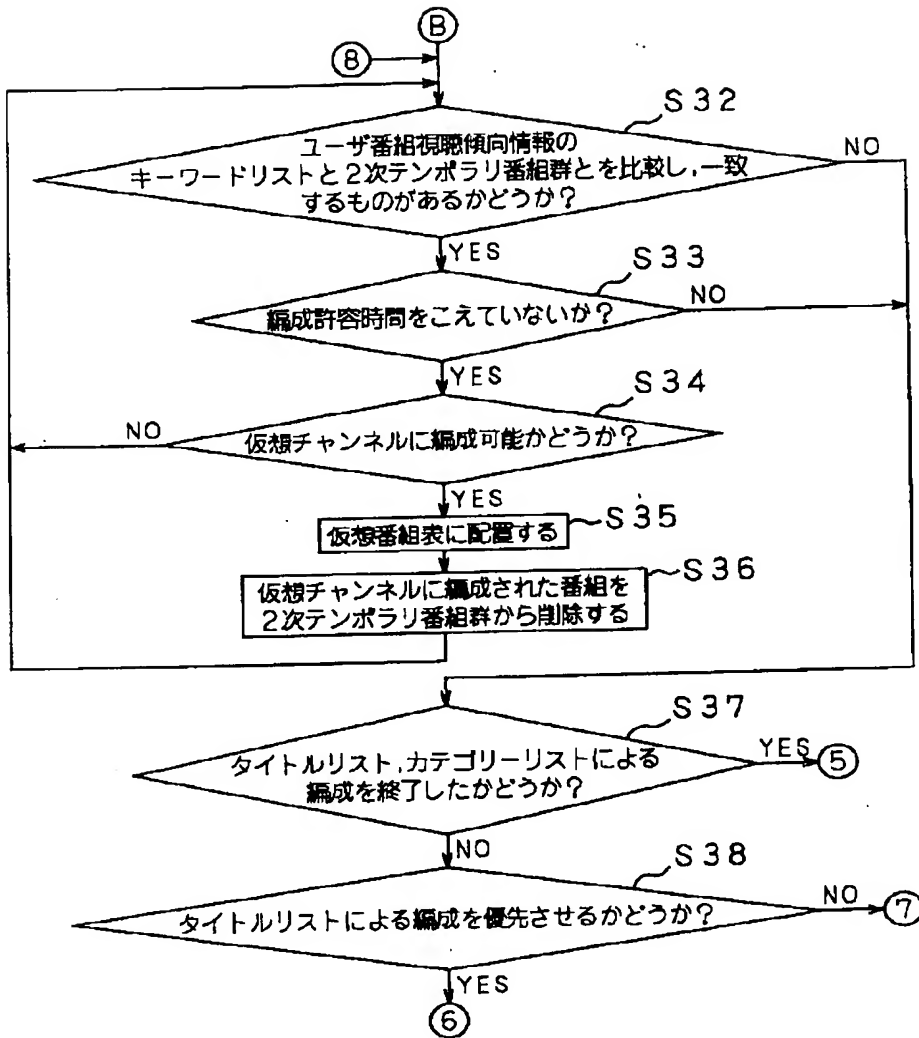 B
8
S32
ユーザ番組視聴傾向情報の
キーワードリストと2次テンポラリ番組群とを比較し,一致
するものがあるかどうか?
NO
YES
S33
編成許容時間をこえていないか?
NO
YES
S34
仮想チャンネルに編成可能かどうか?
NO
YES
仮想番組表に配置する
S35
仮想チャンネルに編成された番組を
2次テンポラリ番組群から削除する
S36
S37
タイトルリスト,カテゴリーリストによる
編成を終了したかどうか?
YES
5
NO
S38
タイトルリストによる編成を優先させるかどうか?
NO
7
YES
6